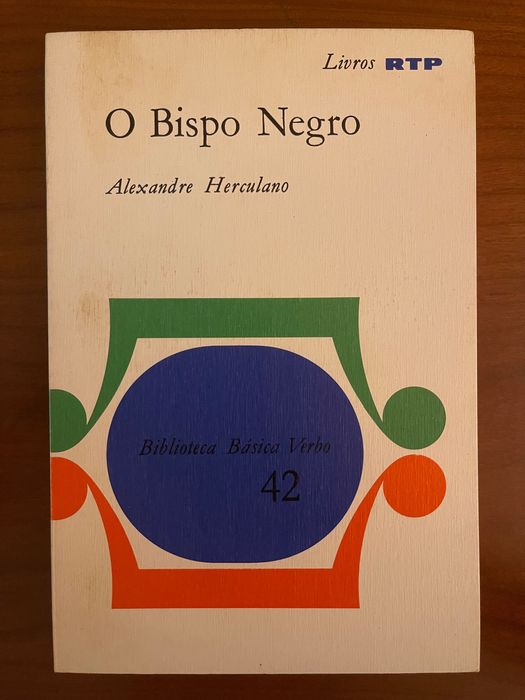 Livros RTP
O Bispo Negro
Alexandre Herculano
Biblioteca Básica Verbo
42